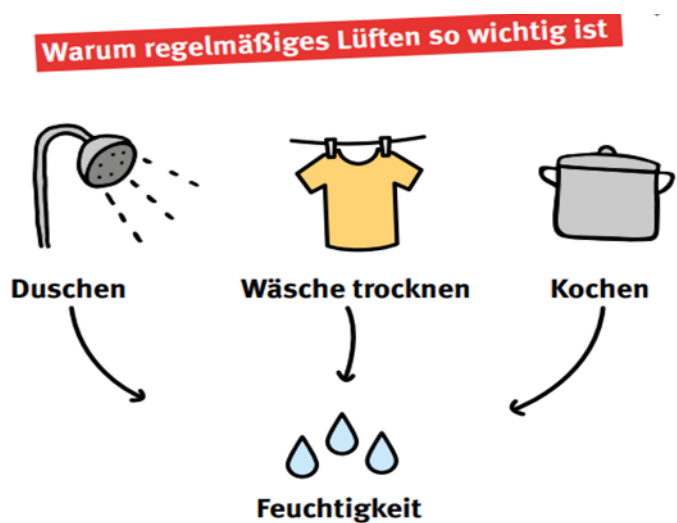 Warum regelmäßiges Lüften so wichtig ist
Duschen
Wäsche trocknen
Kochen
Feuchtigkeit